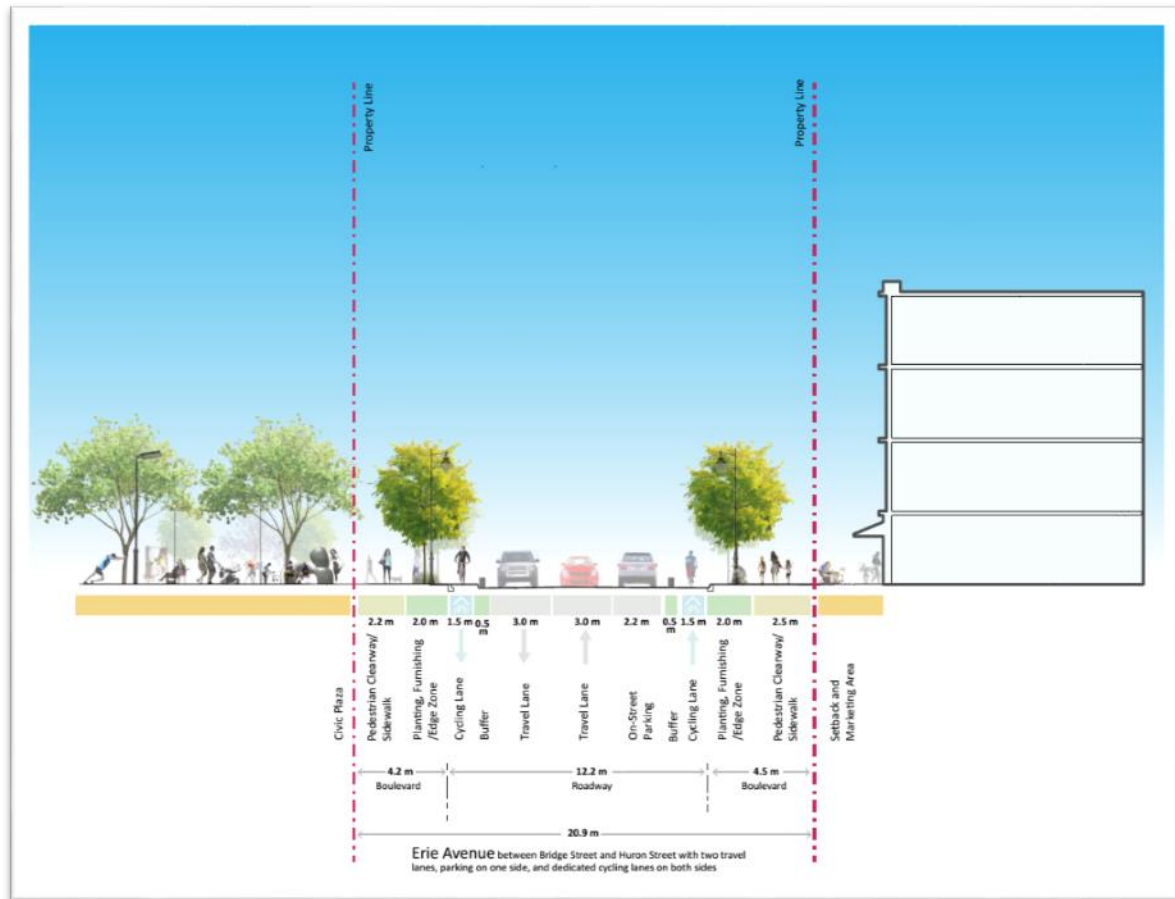 Property Line
Property Line
2.2 m
2.0 m
1.5 m
0.5
m
3.0 m
3.0 m
2.2 m
0.5
m
1.5 m
2.0 m
2.5 m
Civic Plaza
Pedestrian Clearway/
Sidewalk
Planting, Furnishing
/Edge Zone
Cycling Lane
Buffer
Travel Lane
Travel Lane
On-Street
Parking
Buffer
Cycling Lane
Planting, Furnishing
/Edge Zone
Pedestrian Clearway/
Sidewalk
Setback and
Marketing Area
4.2 m
Boulevard
12.2 m
Roadway
4.5 m
Boulevard
20.9 m
Erie Avenue between Bridge Street and Huron Street with two travel
lanes, parking on one side, and dedicated cycling lanes on both sides